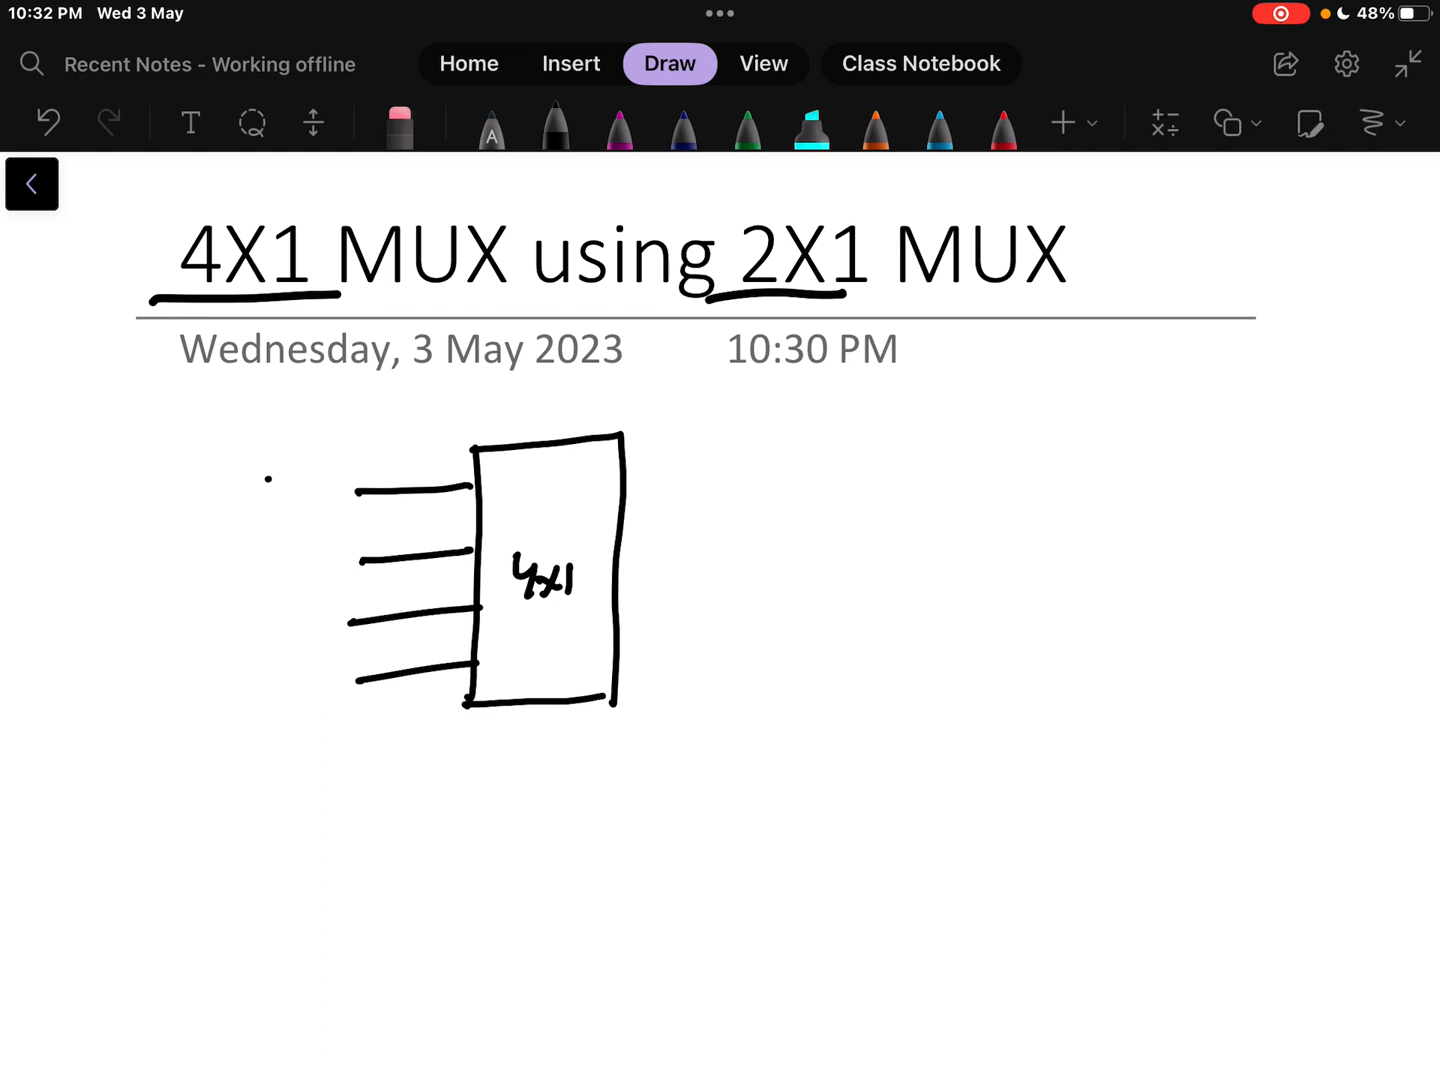 10:32 PM Wed 3 May
48%
Recent Notes - Working offline
Home Insert Draw View Class Notebook
T A
4X1 MUX using 2X1 MUX
Wednesday, 3 May 2023 10:30 PM
4x1